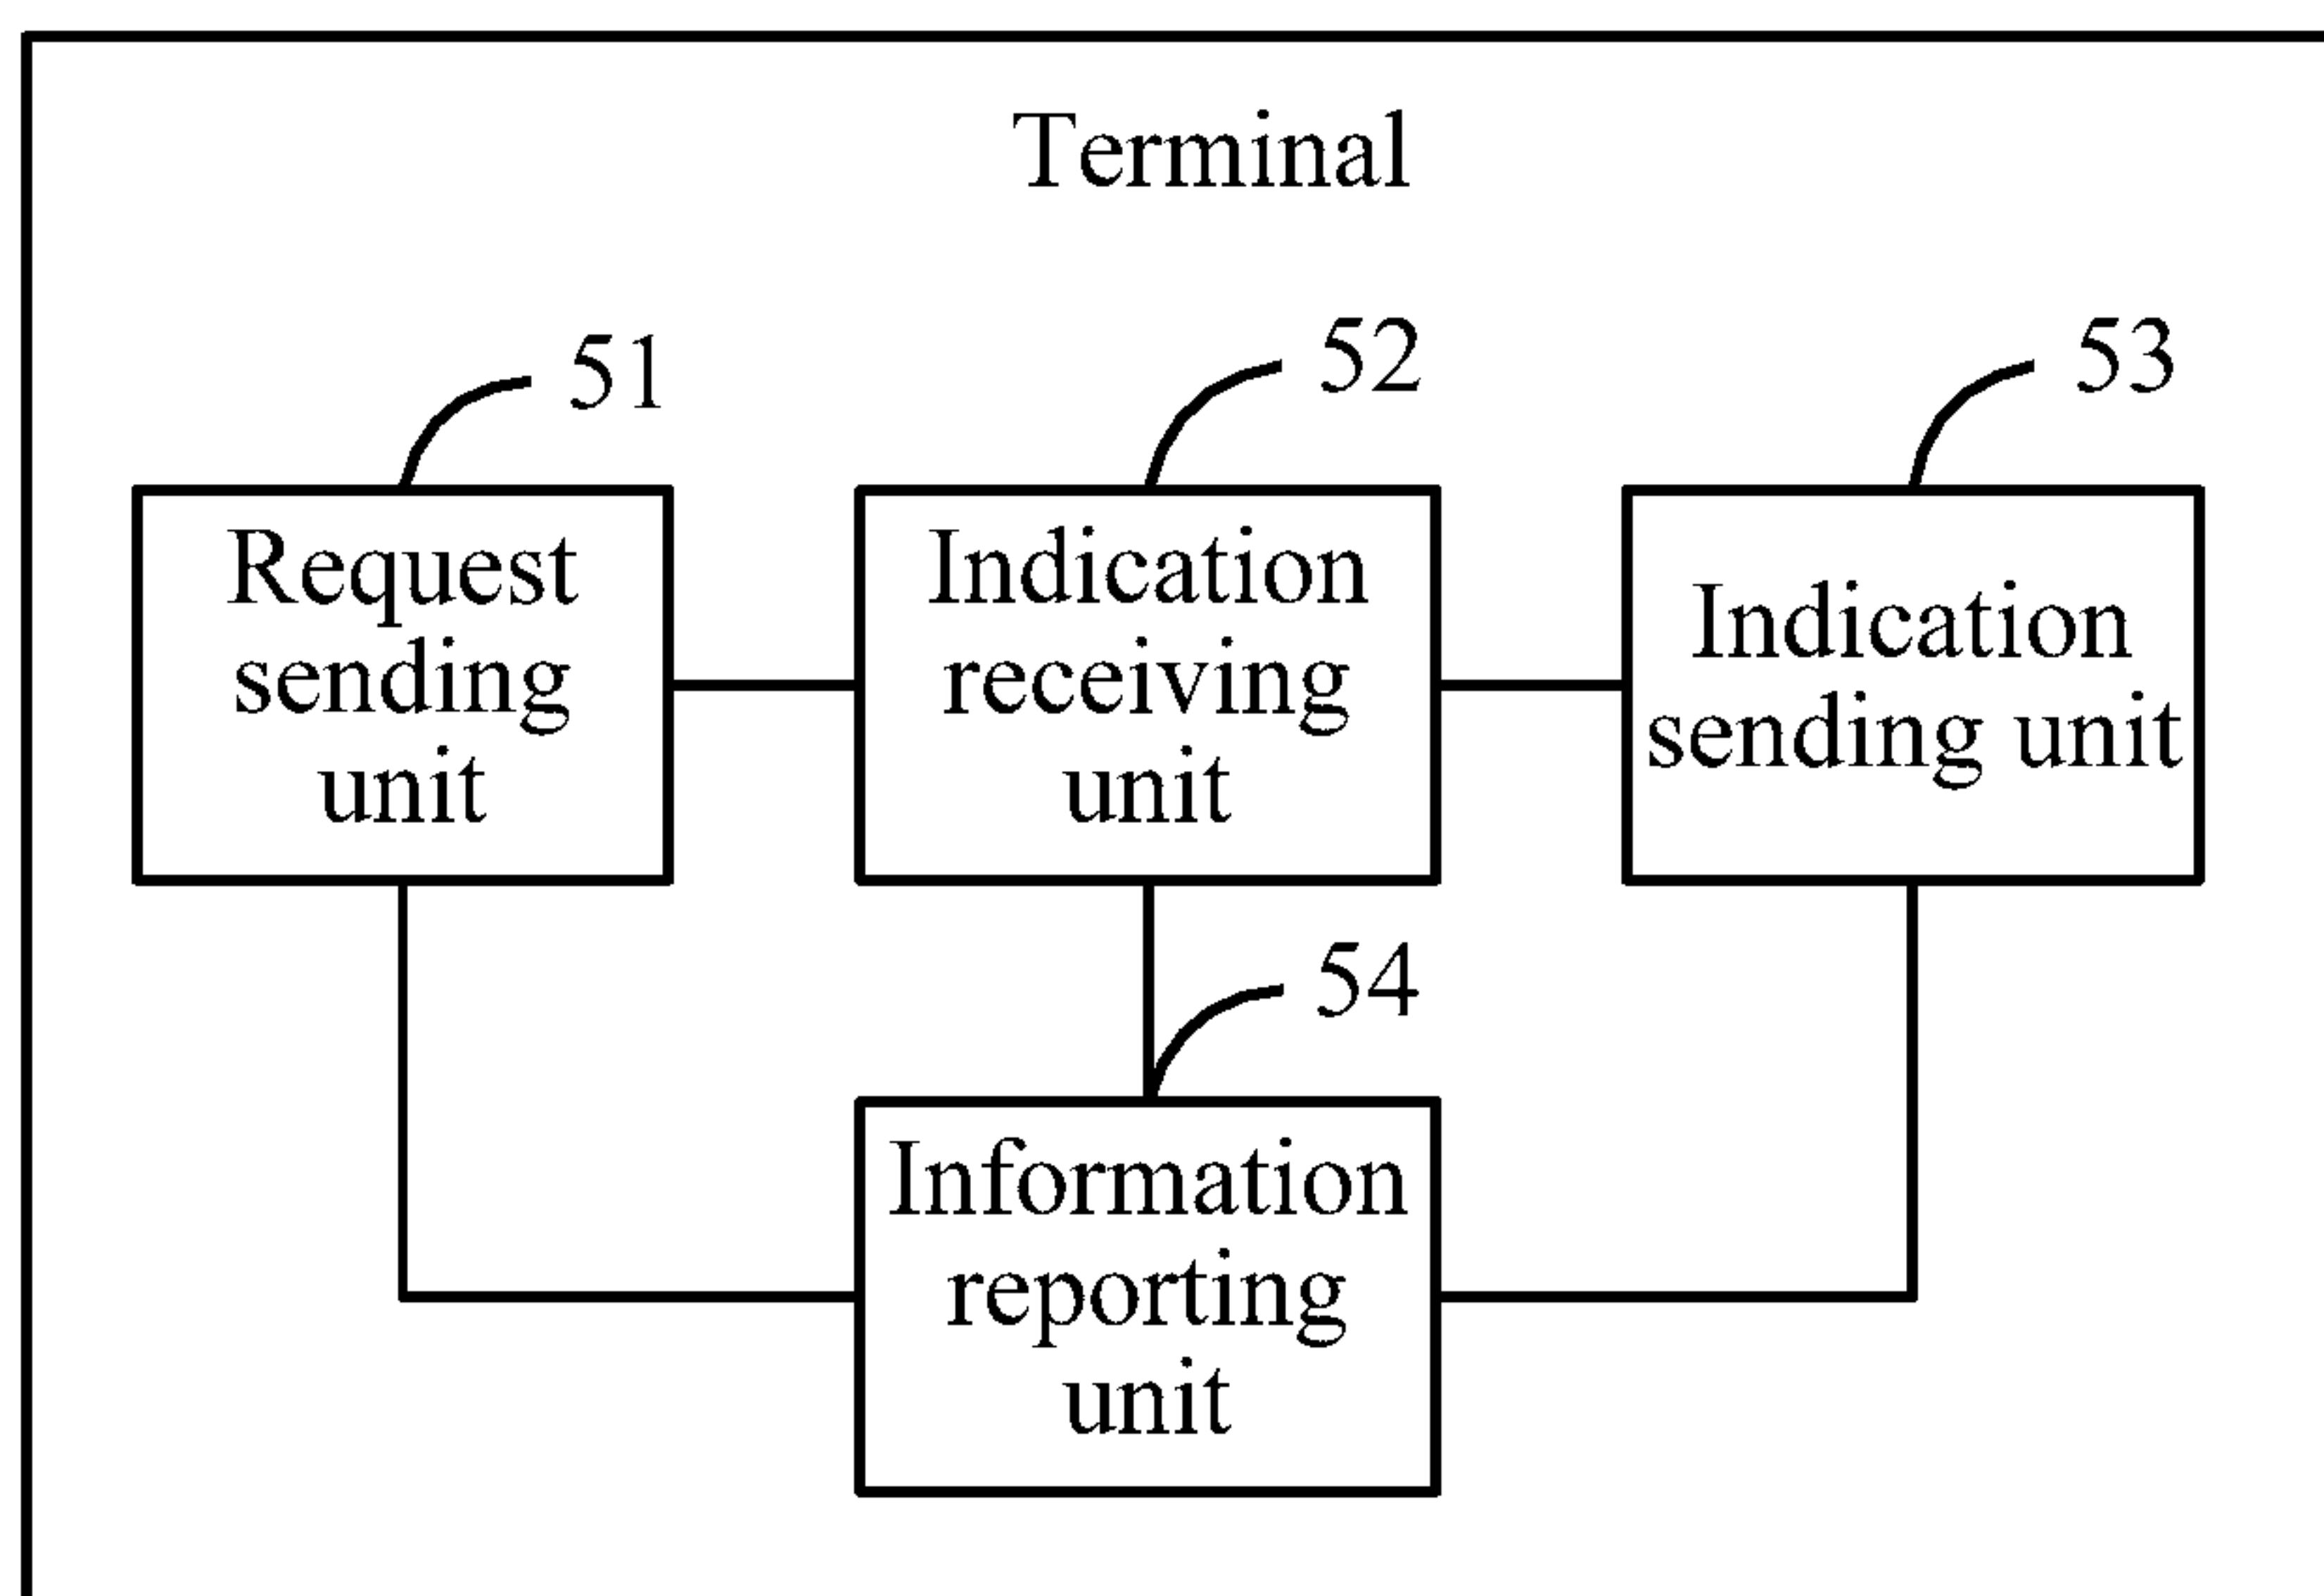 Terminal
51
52
53
Request
sending
unit
Indication
receiving
unit
Indication
sending unit
54
Information
reporting
unit